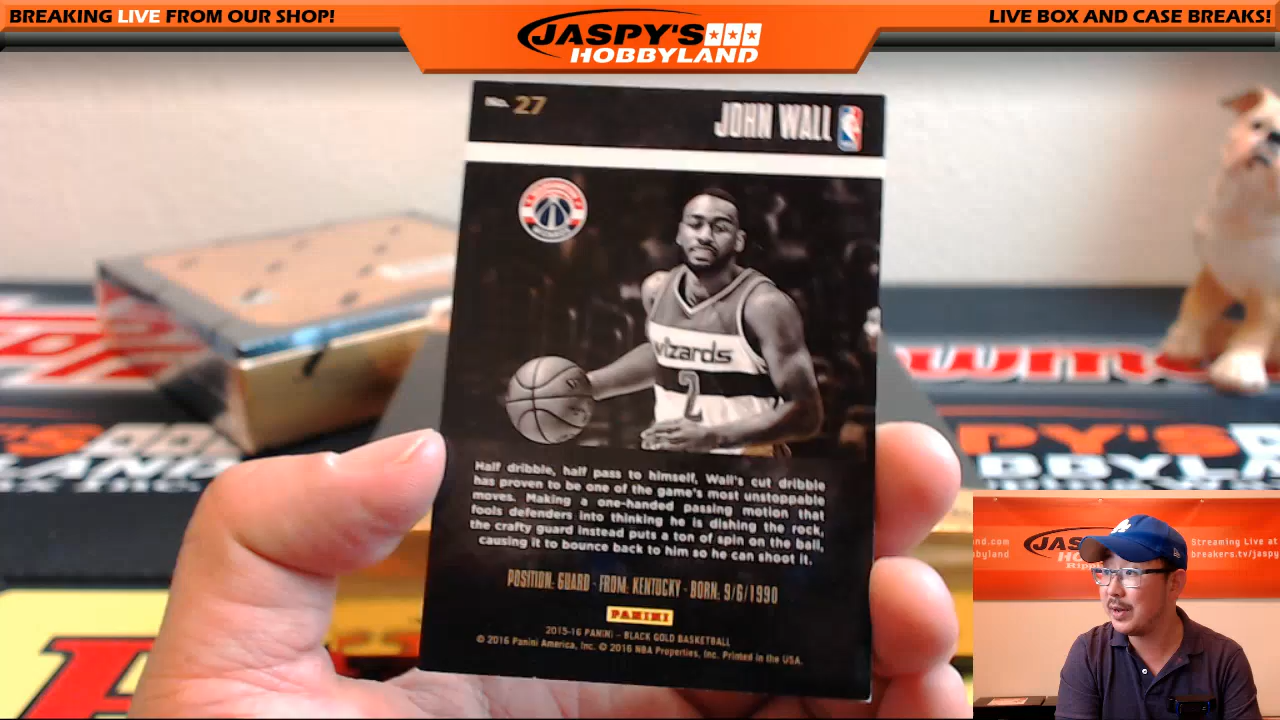 BREAKING LIVE FROM OUR SHOP!
JASPY'S
HOBBYLAND
LIVE BOX AND CASE BREAKS!
No. 27
JOHN WALL
WIZARDS
wizards
2
Half dribble, half pass to himself, Wall's cut dribble
has proven to be one of the game's most unstoppable
moves. Making a one-handed passing motion that
fools defenders into thinking he is dishing the rock,
the crafty guard instead puts a ton of spin on the ball,
causing it to bounce back to him so he can shoot it.
POSITION: GUARD - FROM: KENTUCKY - BORN: 9/6/1990
PANINI
2015-16 PANINI – BLACK GOLD BASKETBALL
© 2016 Panini America, Inc. © 2016 NBA Properties, Inc. Printed in the USA.
Streaming Live at
breakers.tv/jaspy